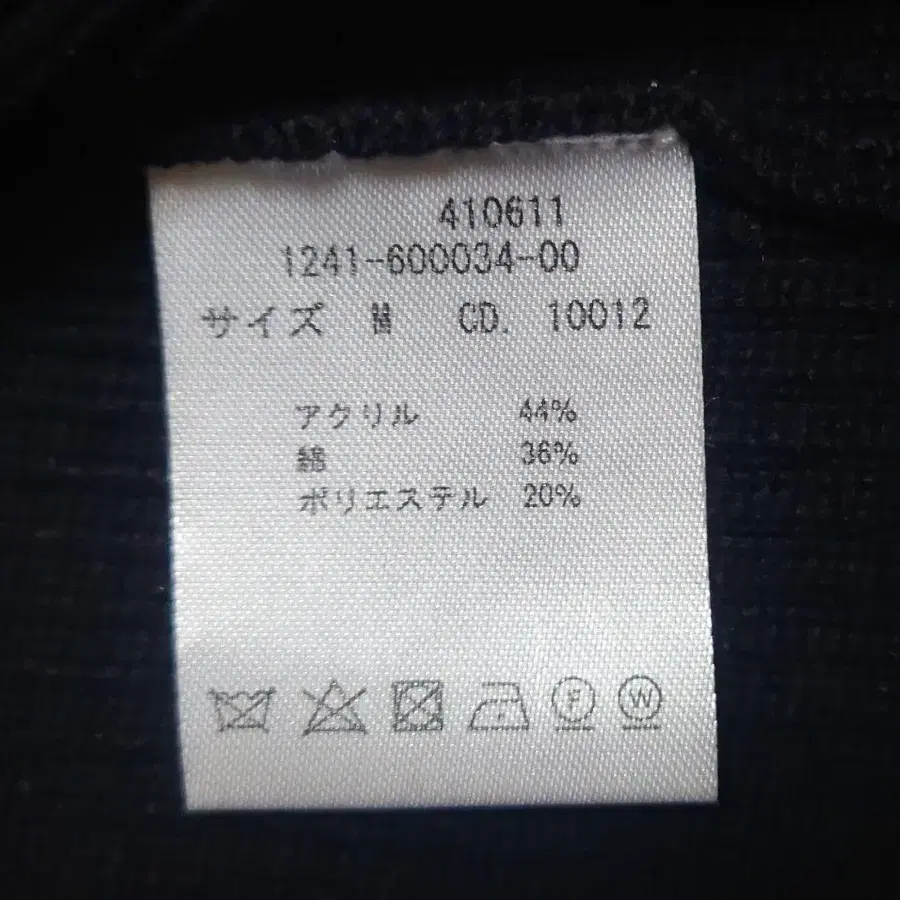 410611
1241-600034-00
サイズ M CD. 10012
アクリル 44%
綿 36%
ポリエステル 20%
F W